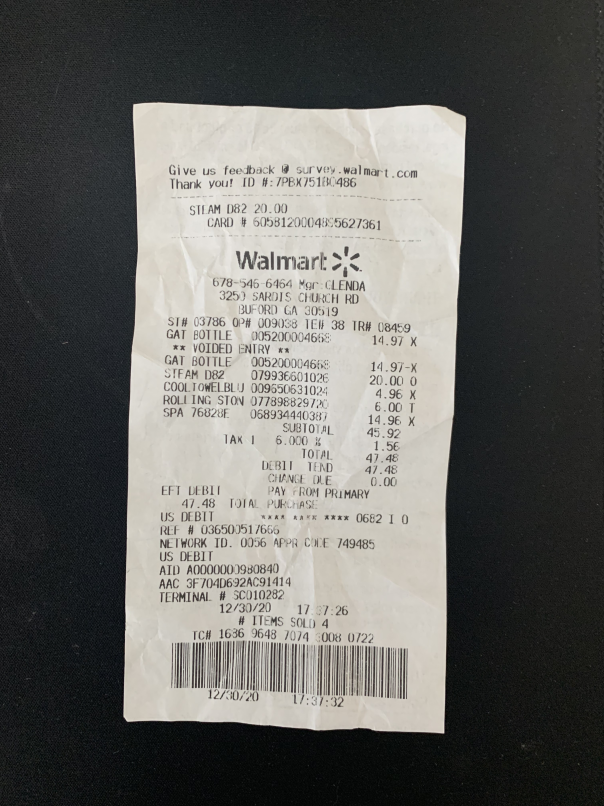 Give us feedback @ survey.walmart.com
Thank you! ID #:7PBX751B0486
STEAM D82 20.00
CARD #
Walmart
678-546-6464 Mgr:GLENDA
3250 SARDIS CHURCH RD
BUFORD GA 30519
ST# 03786 OP# 009038 TE# 38 TR# 08459
GAT BOTTLE 005200004668 14.97 X
** VOIDED ENTRY **
GAT BOTTLE 005200004668 14.97-X
STEAM D82 079936601026 20.00 O
COOLTOWELBLU 009650631024 4.96 X
ROLLING STON 077898829720 6.00 T
SPA 76828E 068934440387 14.96 X
SUBTOTAL 45.92
TAX 1 6.000 % 1.56
TOTAL 47.48
DEBIT TEND 47.48
CHANGE DUE 0.00
EFT DEBIT PAY FROM PRIMARY
47.48 TOTAL PURCHASE
US DEBIT **** **** **** 0682 I 0
REF # 036500517666
NETWORK ID. 0056 APPR CODE 749485
US DEBIT
AID A0000000980840
AAC 3F704D692AC91414
TERMINAL # SC010282
12/30/20 17:37:26
# ITEMS SOLD 4
TC# 1636 9648 7074 3008 0722
12/30/20 17:37:32